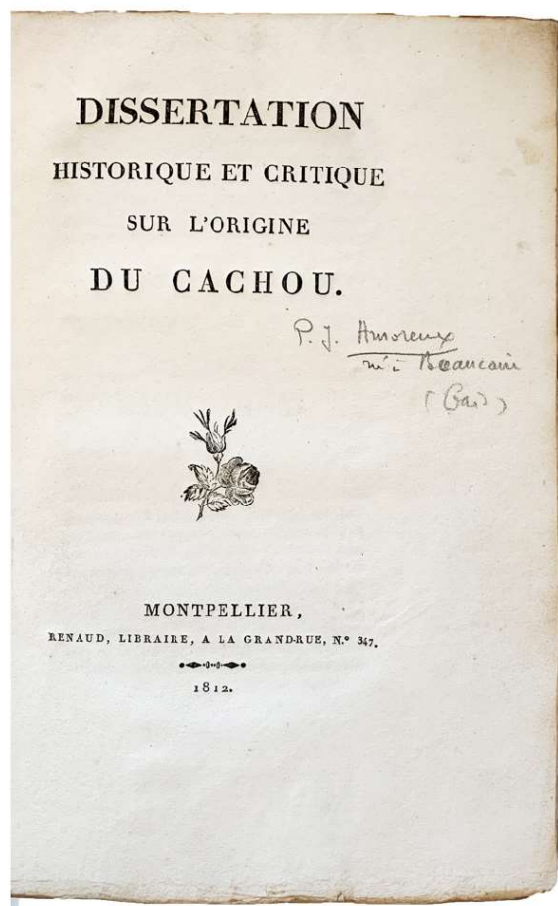 DISSERTATION
HISTORIQUE ET CRITIQUE
SUR L'ORIGINE
DU CACHOU.
P. J. Amoreux
né à Beaucaire
(Gard)
MONTPELLIER,
RENAUD, LIBRAIRE, A LA GRAND-RUE, N.º 347.
1812.